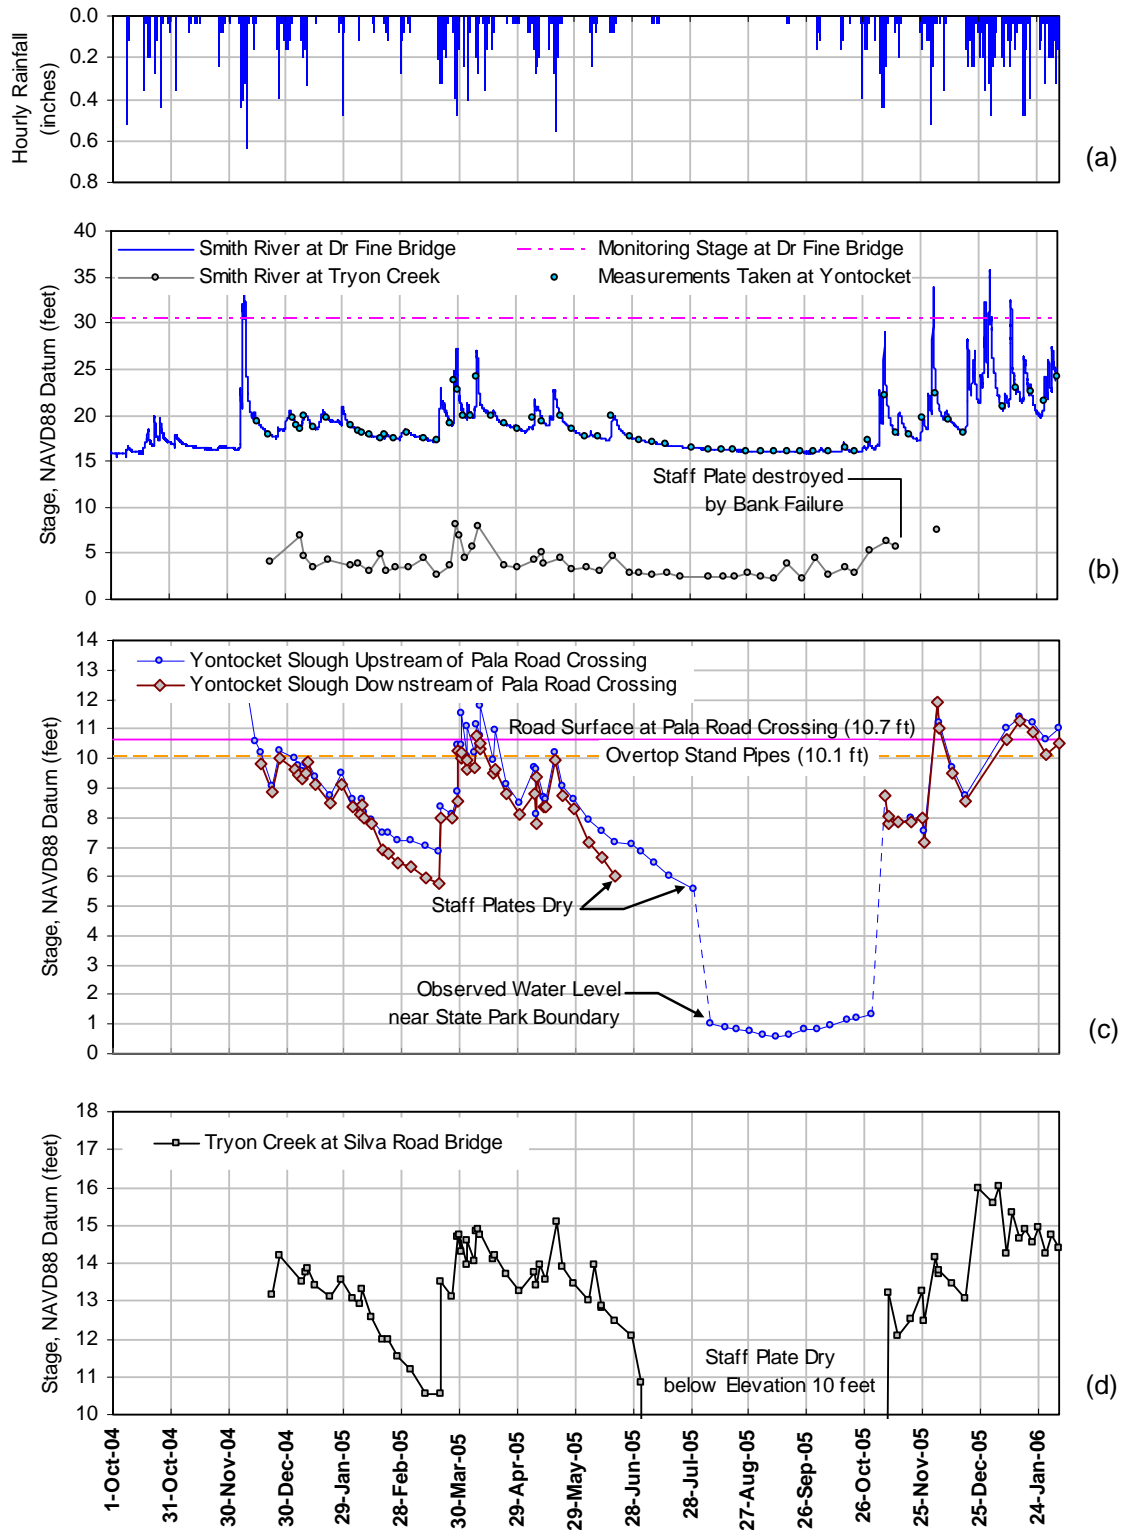 0.0
0.2
0.4
0.6
0.8
Hourly Rainfall
(inches)
(a)
40
35
30
25
20
15
10
5
0
Stage, NAVD88 Datum (feet)
Smith River at Dr Fine Bridge
Monitoring Stage at Dr Fine Bridge
Smith River at Tryon Creek
Measurements Taken at Yontocket
Staff Plate destroyed
by Bank Failure
(b)
14
13
12
11
10
9
8
7
6
5
4
3
2
1
0
Stage, NAVD88 Datum (feet)
Yontocket Slough Upstream of Pala Road Crossing
Yontocket Slough Downstream of Pala Road Crossing
Road Surface at Pala Road Crossing (10.7 ft)
Overtop Stand Pipes (10.1 ft)
Staff Plates Dry
Observed Water Level
near State Park Boundary
(c)
18
17
16
15
14
13
12
11
10
Stage, NAVD88 Datum (feet)
Tryon Creek at Silva Road Bridge
Staff Plate Dry
below Elevation 10 feet
(d)
1-Oct-04
31-Oct-04
30-Nov-04
30-Dec-04
29-Jan-05
28-Feb-05
30-Mar-05
29-Apr-05
29-May-05
28-Jun-05
28-Jul-05
27-Aug-05
26-Sep-05
26-Oct-05
25-Nov-05
25-Dec-05
24-Jan-06